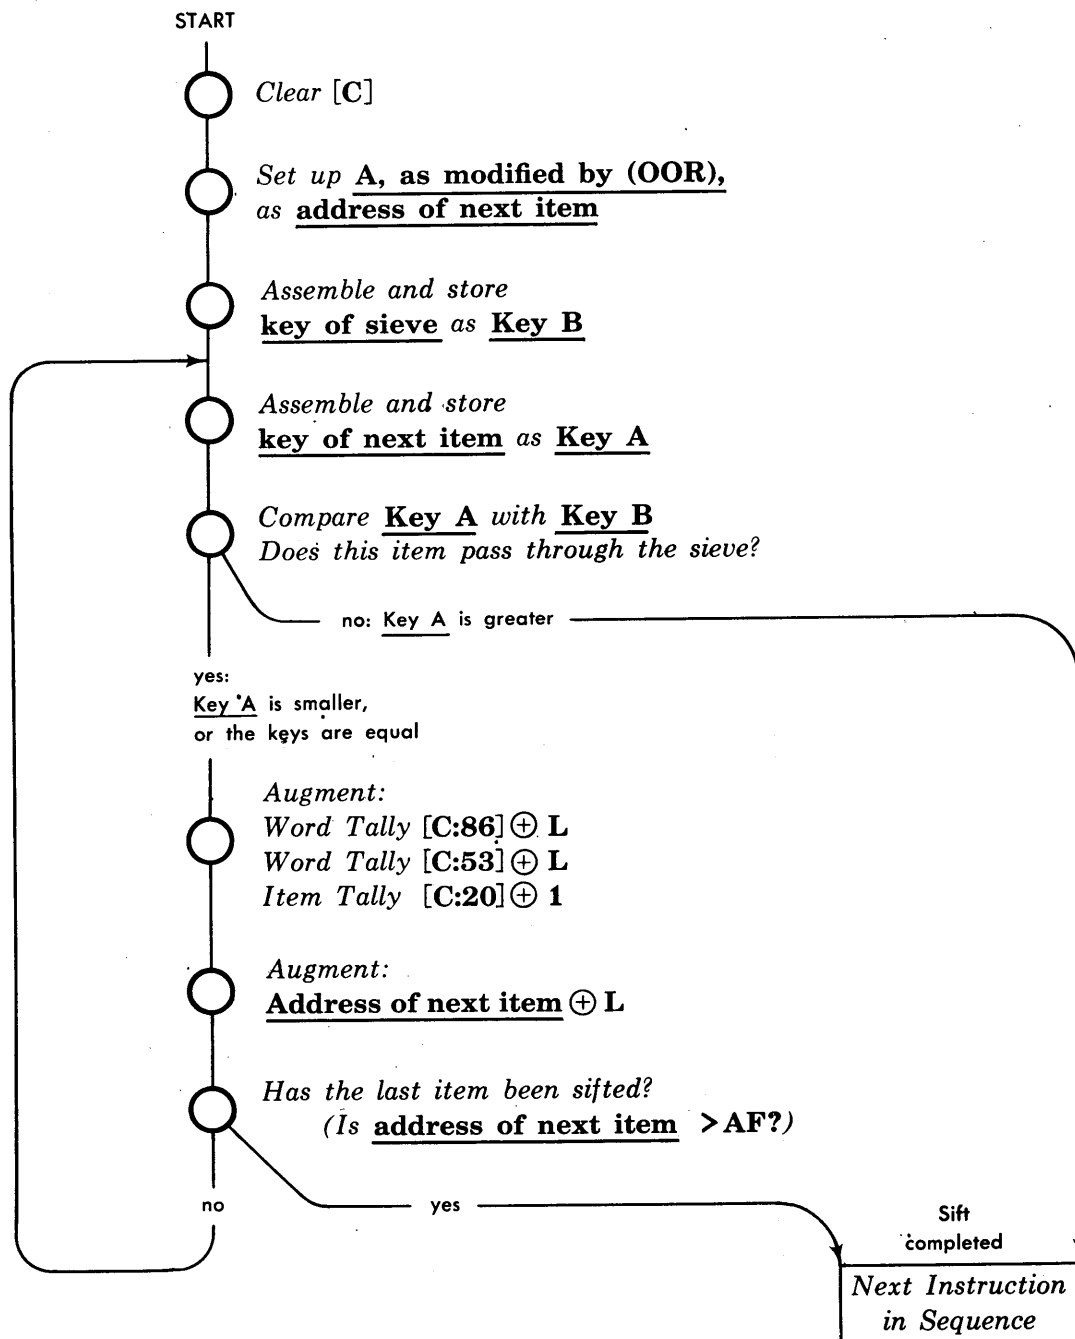 START
Clear [C]
Set up A, as modified by (OOR),
as address of next item
Assemble and store
key of sieve as Key B
Assemble and store
key of next item as Key A
Compare Key A with Key B
Does this item pass through the sieve?
no: Key A is greater
yes:
Key A is smaller,
or the keys are equal
Augment:
Word Tally [C:86] ⊕ L
Word Tally [C:53] ⊕ L
Item Tally [C:20] ⊕ 1
Augment:
Address of next item ⊕ L
Has the last item been sifted?
(Is address of next item >AF?)
no
yes
Sift
completed
Next Instruction
in Sequence